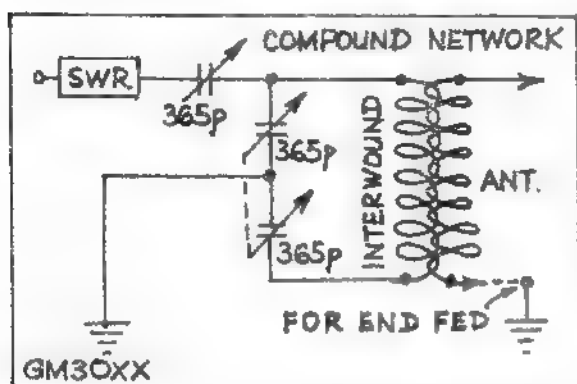 COMPOUND NETWORK
SWR
365p
365p
365p
INTERWOUND
ANT.
FOR END FED
GM3OXX